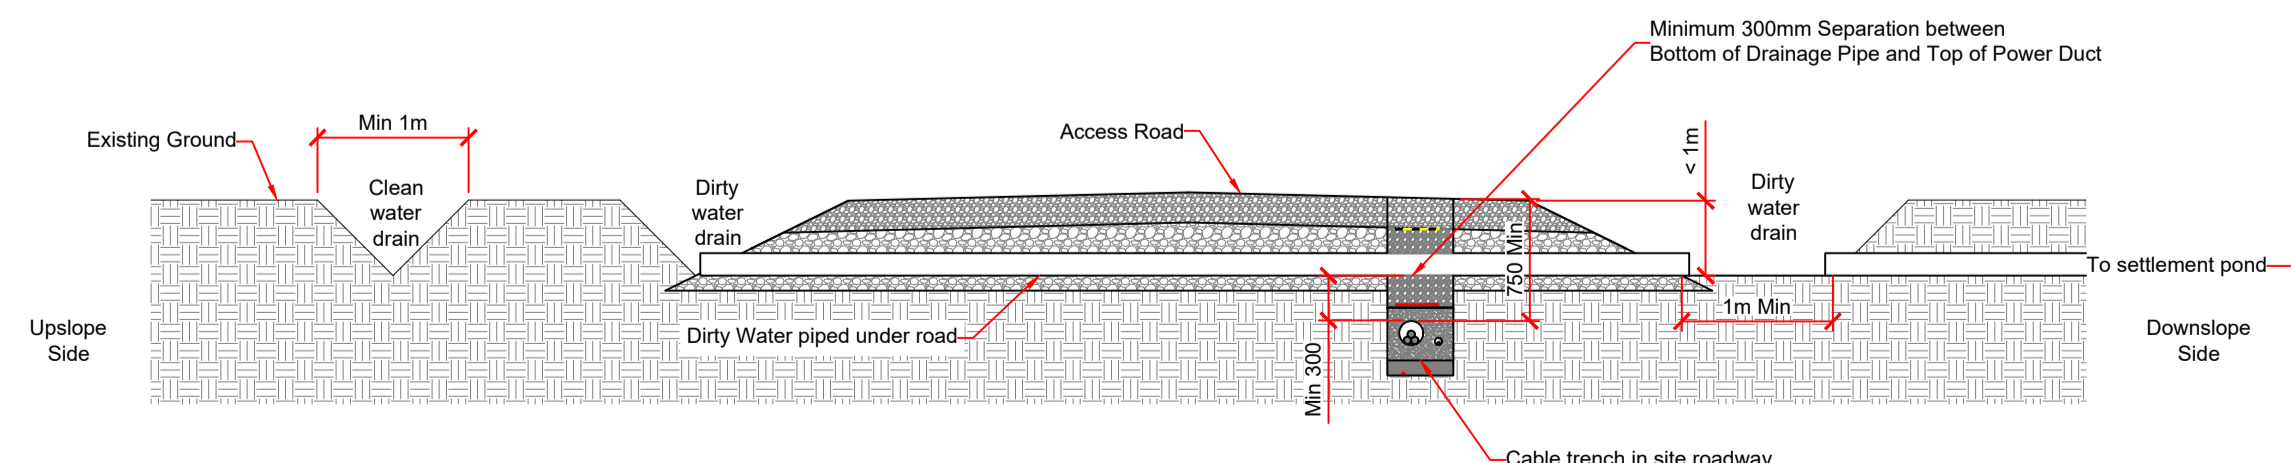 Minimum 300mm Separation between
Bottom of Drainage Pipe and Top of Power Duct
Existing Ground
Min 1m
Access Road
< 1m
Clean
water
drain
Dirty
water
drain
Dirty
water
drain
750 Min
To settlement pond
1m Min
Upslope
Side
Dirty Water piped under road
Min 300
Downslope
Side
Cable trench in site roadway